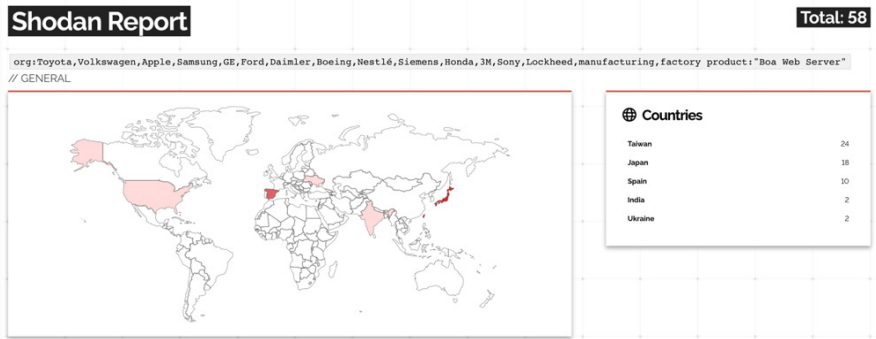 Shodan Report
Total: 58
org:Toyota,Volkswagen,Apple,Samsung,GE,Ford,Daimler,Boeing,Nestlé,Siemens,Honda,3M,Sony,Lockheed,manufacturing,factory product:"Boa Web Server"
// GENERAL
Countries
Taiwan 24
Japan 18
Spain 10
India 2
Ukraine 2